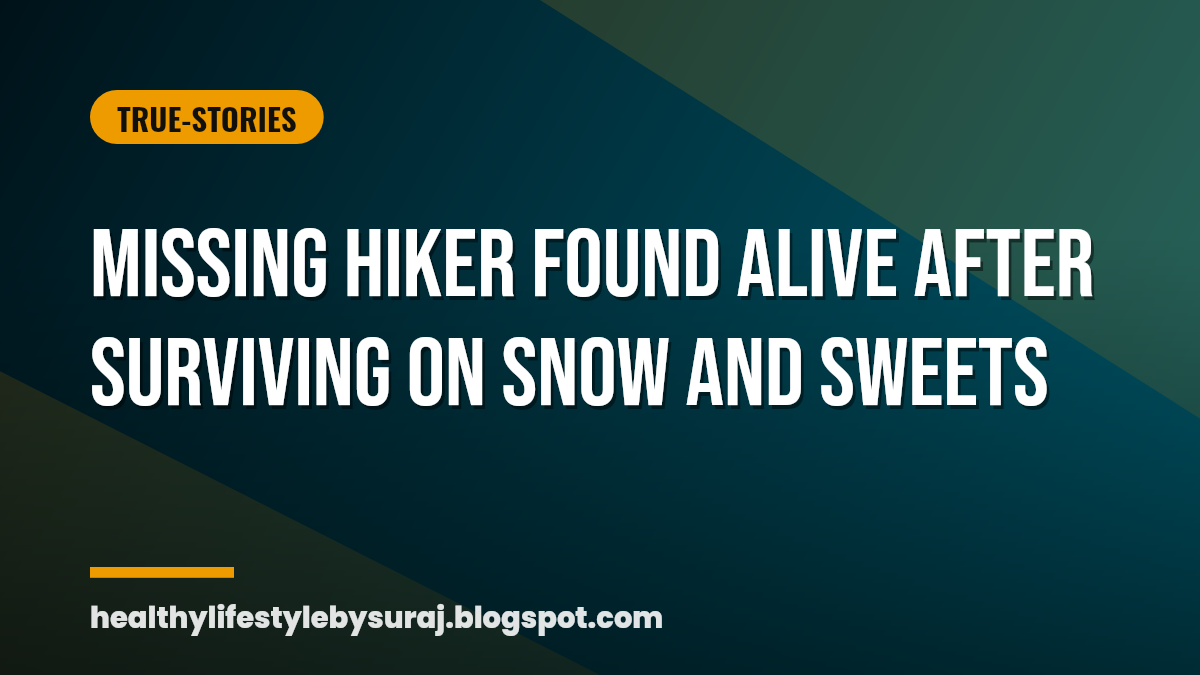 TRUE-STORIES
MISSING HIKER FOUND ALIVE AFTER
SURVIVING ON SNOW AND SWEETS
healthylifestylebysuraj.blogspot.com